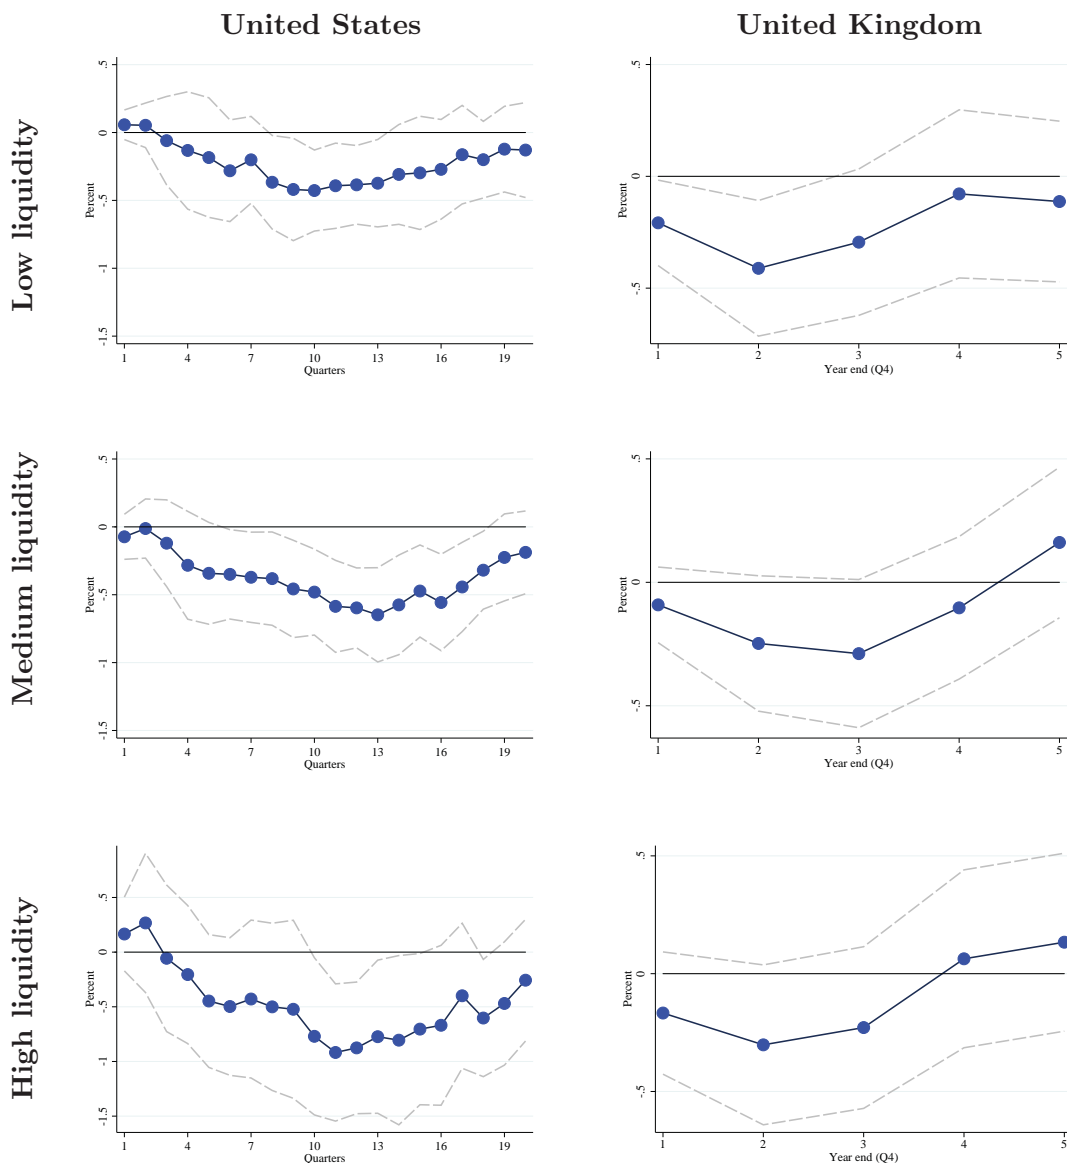 United States
United Kingdom
Low liquidity
Percent
.5
0
-.5
-1
-1.5
1 4 7 10 13 16 19
Quarters
Percent
.5
0
-.5
1 2 3 4 5
Year end (Q4)
Medium liquidity
Percent
.5
0
-.5
-1
-1.5
1 4 7 10 13 16 19
Quarters
Percent
.5
0
-.5
1 2 3 4 5
Year end (Q4)
High liquidity
Percent
.5
0
-.5
-1
-1.5
1 4 7 10 13 16 19
Quarters
Percent
.5
0
-.5
1 2 3 4 5
Year end (Q4)